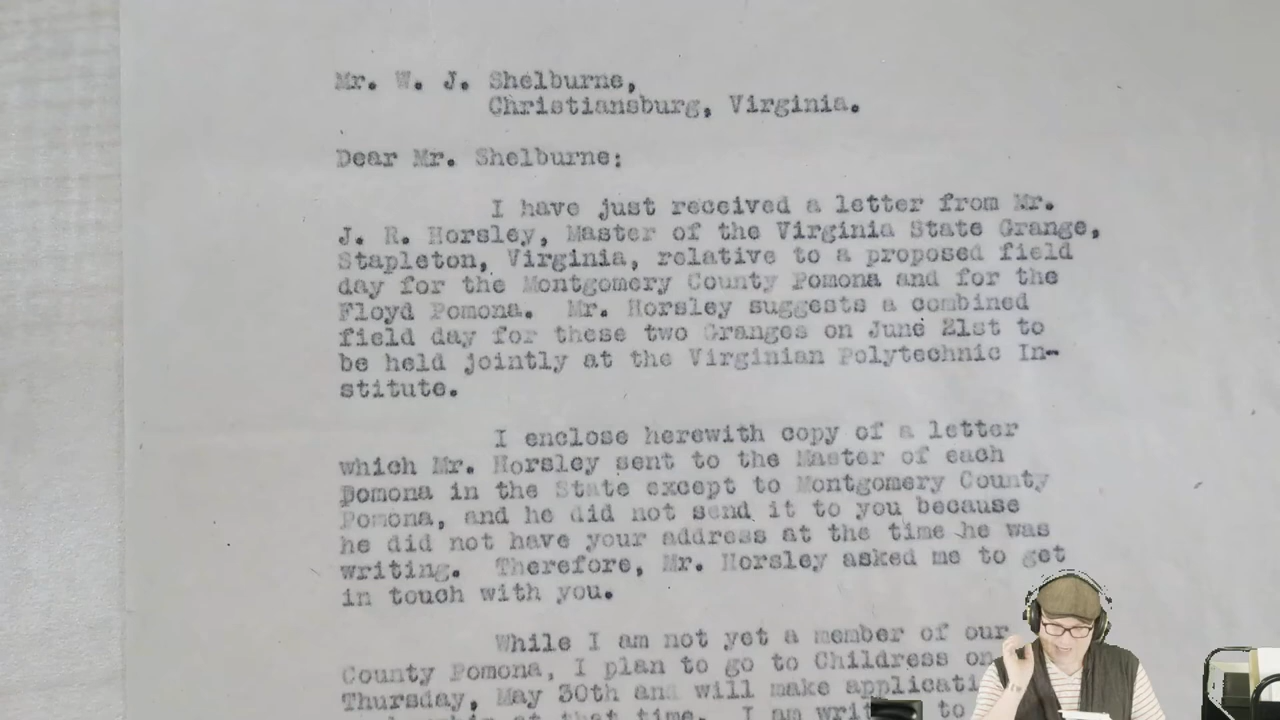 Mr. W. J. Shelburne,
Christiansburg, Virginia.
Dear Mr. Shelburne:
I have just received a letter from Mr.
J. R. Horsley, Master of the Virginia State Grange,
Stapleton, Virginia, relative to a proposed field
day for the Montgomery County Pomona and for the
Floyd Pomona. Mr. Horsley suggests a combined
field day for these two Granges on June 21st to
be held jointly at the Virginian Polytechnic In-
stitute.
I enclose herewith copy of a letter
which Mr. Horsley sent to the Master of each
Pomona in the State except to Montgomery County
Pomona, and he did not send it to you because
he did not have your address at the time he was
writing. Therefore, Mr. Horsley asked me to get
in touch with you.
While I am not yet a member of our
County Pomona, I plan to go to Childress on
Thursday, May 30th and will make
at that time. I am to